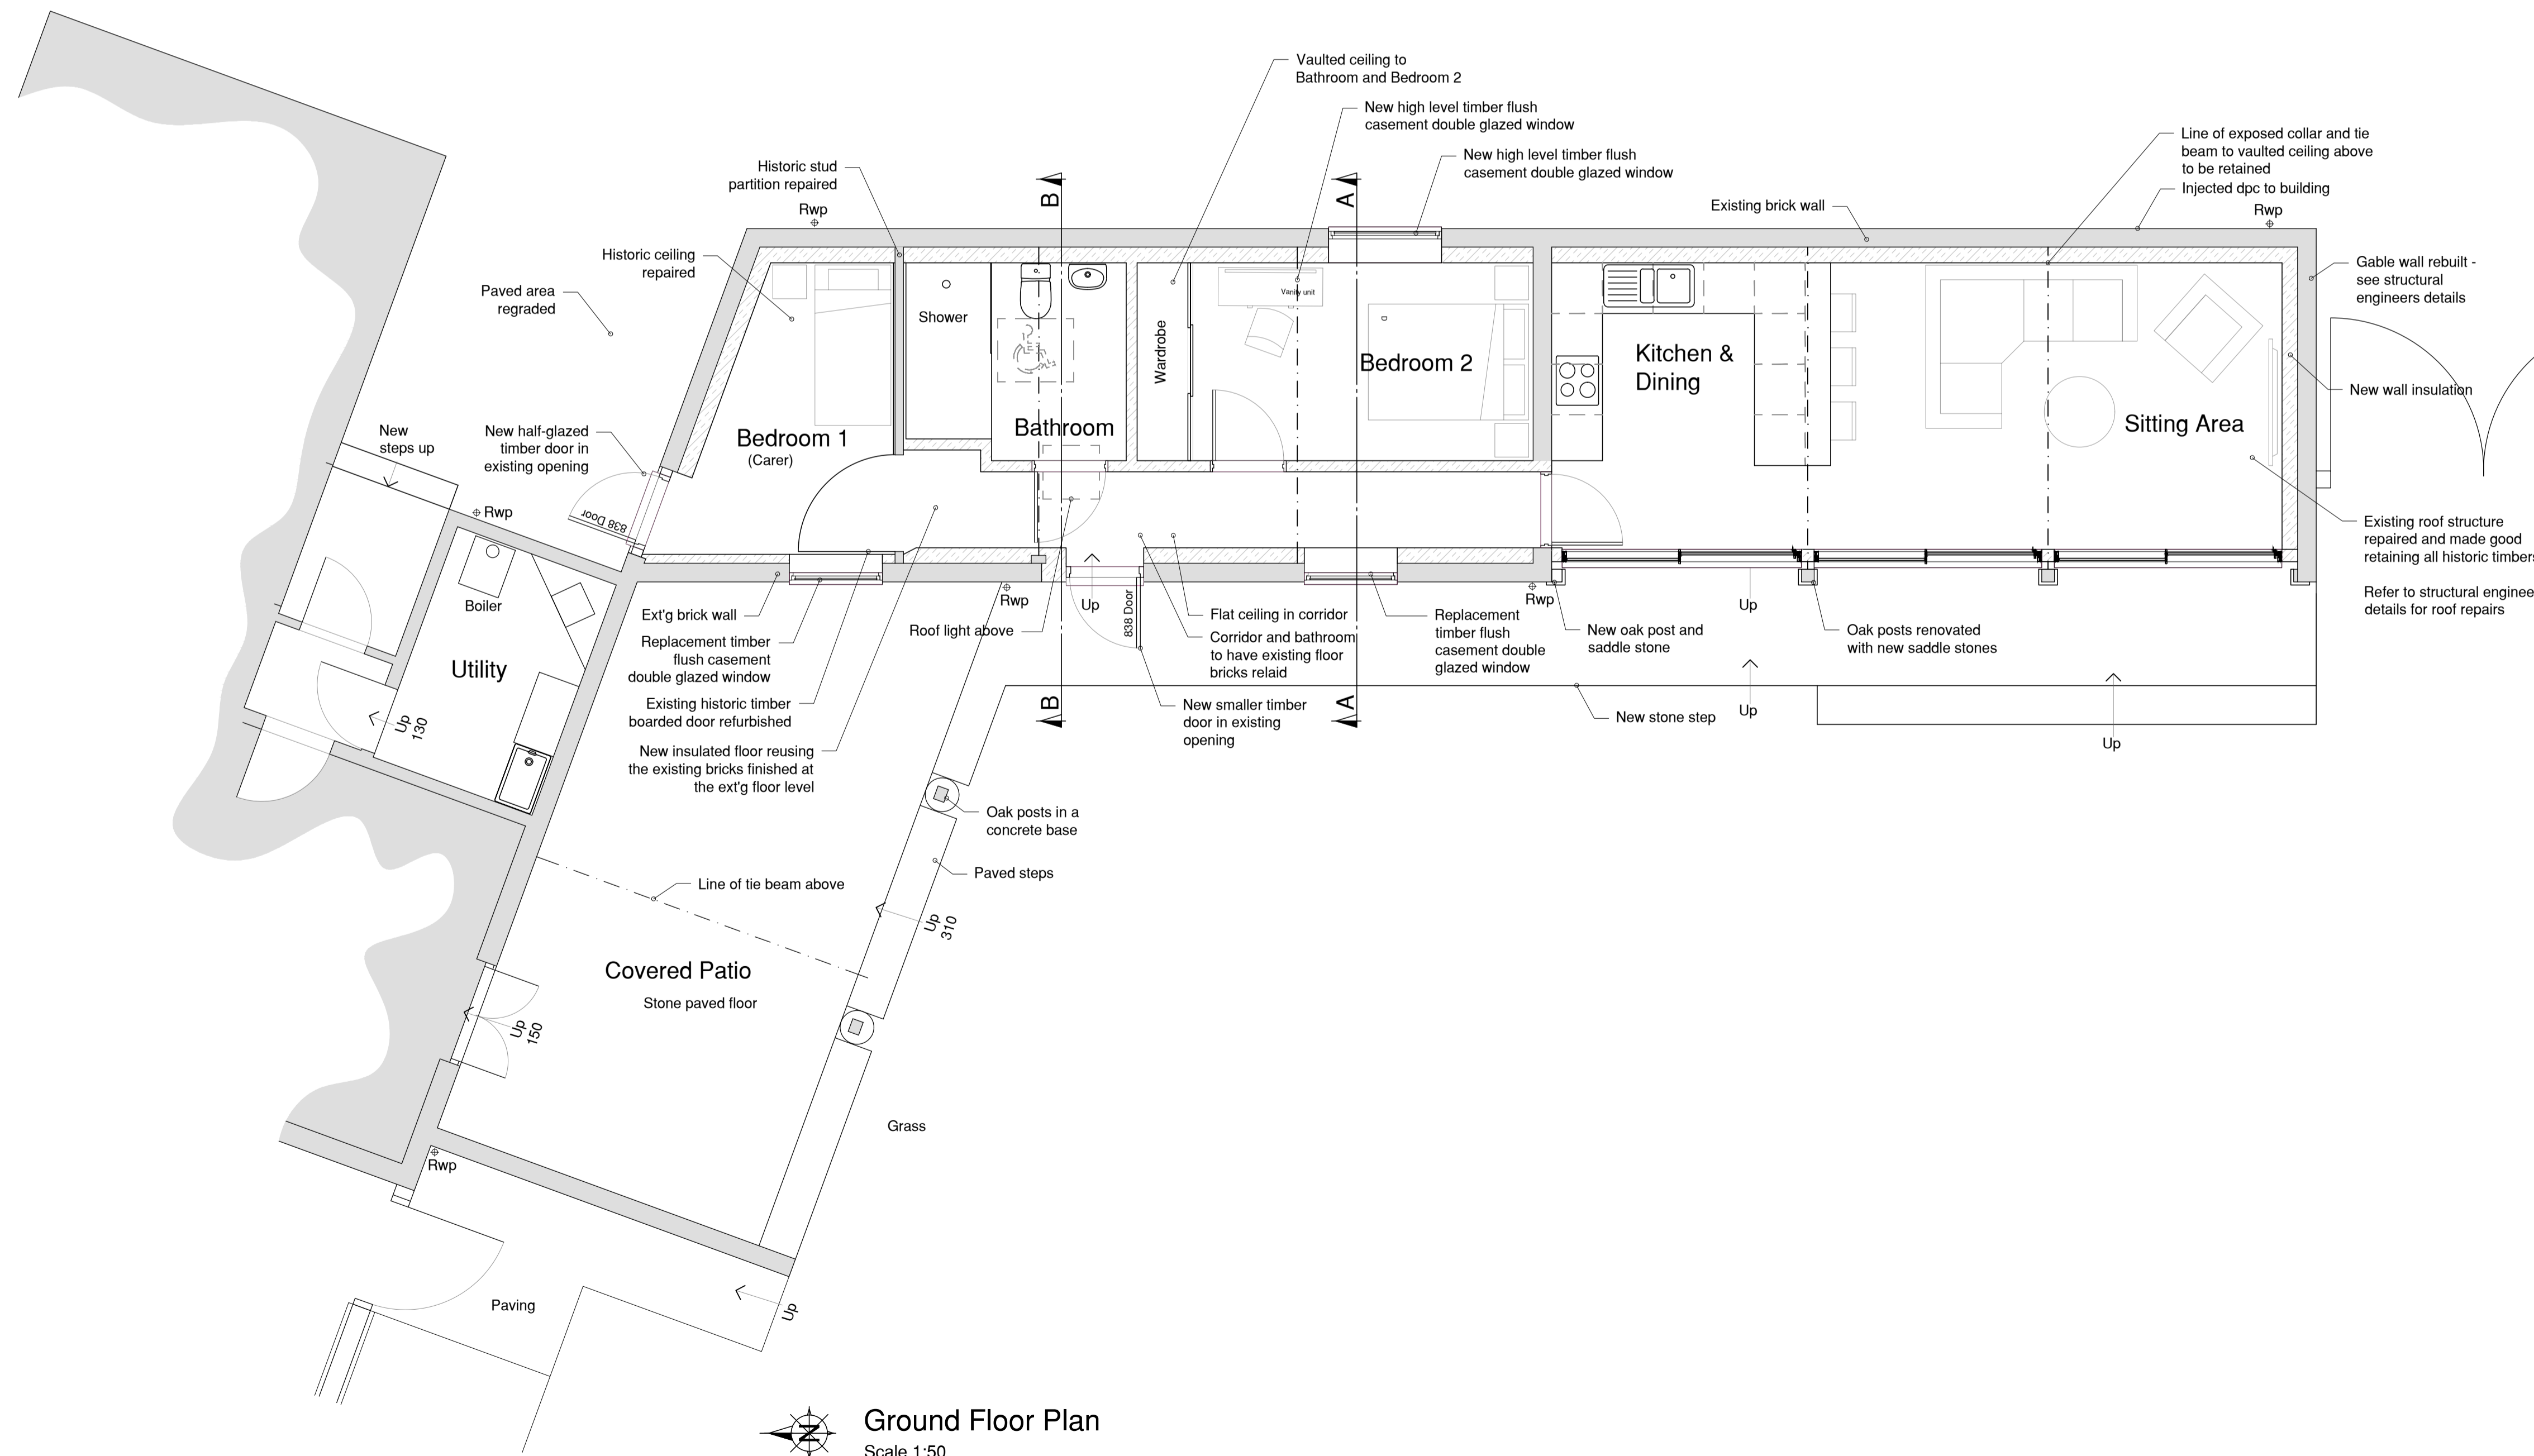 Vaulted ceiling to
Bathroom and Bedroom 2
New high level timber flush
casement double glazed window
New high level timber flush
casement double glazed window
Line of exposed collar and tie
beam to vaulted ceiling above
to be retained
Injected dpc to building
Rwp
Existing brick wall
Historic stud
partition repaired
Rwp
B
A
Historic ceiling
repaired
Paved area
regraded
Gable wall rebuilt -
see structural
engineers details
New wall insulation
Shower
Wardrobe
Vanity unit
Bedroom 2
Kitchen &
Dining
Sitting Area
Bathroom
Bedroom 1
(Carer)
New
steps up
New half-glazed
timber door in
existing opening
838 Door
Rwp
Existing roof structure
repaired and made good
retaining all historic timbers
Refer to structural enginee
details for roof repairs
Boiler
Utility
Up
130
Ext'g brick wall
Replacement timber
flush casement
double glazed window
Existing historic timber
boarded door refurbished
New insulated floor reusing
the existing bricks finished at
the ext'g floor level
Rwp
Roof light above
Up
838 Door
Flat ceiling in corridor
Corridor and bathroom
to have existing floor
bricks relaid
New smaller timber
door in existing
opening
B
A
Replacement
timber flush
casement double
glazed window
Rwp
New oak post and
saddle stone
Up
Oak posts renovated
with new saddle stones
New stone step
Up
Up
Oak posts in a
concrete base
Paved steps
Line of tie beam above
Up
310
Covered Patio
Stone paved floor
Up
150
Grass
Rwp
Paving
Up
N
Ground Floor Plan
Scale 1:50